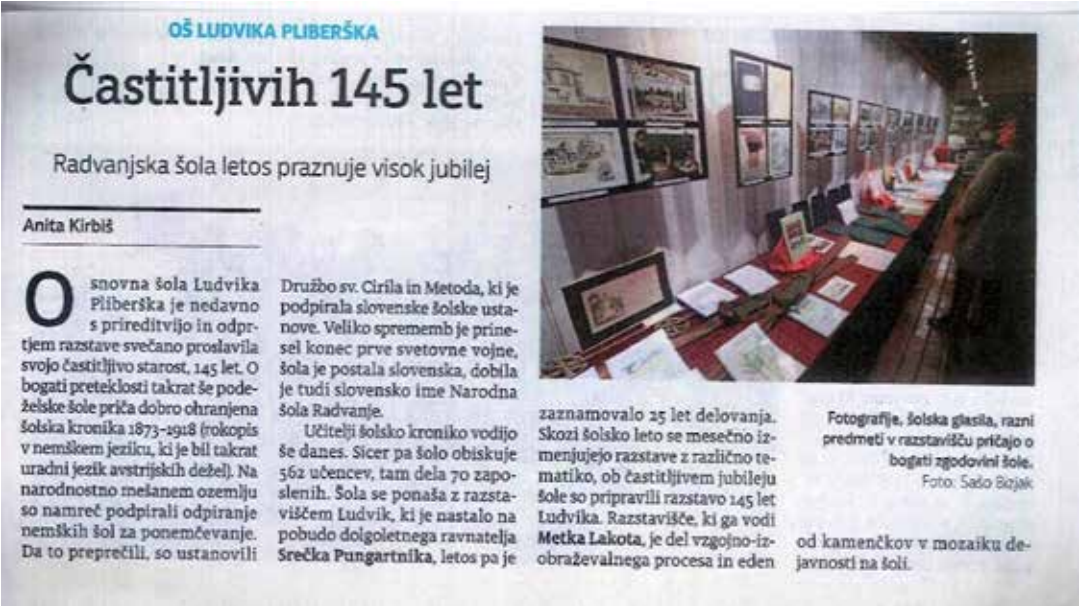 OŠ LUDVIKA PLIBERŠKA
Častitljivih 145 let
Radvanjska šola letos praznuje visok jubilej
Anita Kirbiš
Osnovna šola Ludvika
Pliberška je nedavno
s prireditvijo in odpr-
tjem razstave svečano proslavila
svojo častitljivo starost, 145 let. O
bogati preteklosti takrat še pode-
želske šole priča dobro ohranjena
šolska kronika 1873-1918 (rokopis
v nemškem jeziku, ki je bil takrat
uradni jezik avstrijskih dežel). Na
narodnostno mešanem ozemlju
so namreč podpirali odpiranje
nemških šol za ponemčevanje.
Da to preprečili, so ustanovili
Družbo sv. Cirila in Metoda, ki je
podpirala slovenske šolske usta-
nove. Veliko sprememb je prine-
sel konec prve svetovne vojne,
šola je postala slovenska, dobila
je tudi slovensko ime Narodna
šola Radvanje.
Učitelji šolsko kroniko vodijo
še danes. Sicer pa šolo obiskuje
562 učencev, tam dela 70 zapo-
slenih. Šola se ponaša z razsta-
viščem Ludvik, ki je nastalo na
pobudo dolgoletnega ravnatelja
Srečka Pungartnika, letos pa je
zaznamovalo 25 let delovanja.
Skozi šolsko leto se mesečno iz-
menjujejo razstave z različno te-
matiko, ob častitljivem jubileju
šole so pripravili razstavo 145 let
Ludvika. Razstavišče, ki ga vodi
Metka Lakota, je del vzgojno-iz-
obraževalnega procesa in eden
Fotografije, šolska glasila, razni
predmeti v razstavišču pričajo o
bogati zgodovini šole.
Foto: Sašo Bizjak
od kamenčkov v mozaiku de-
javnosti na šoli.